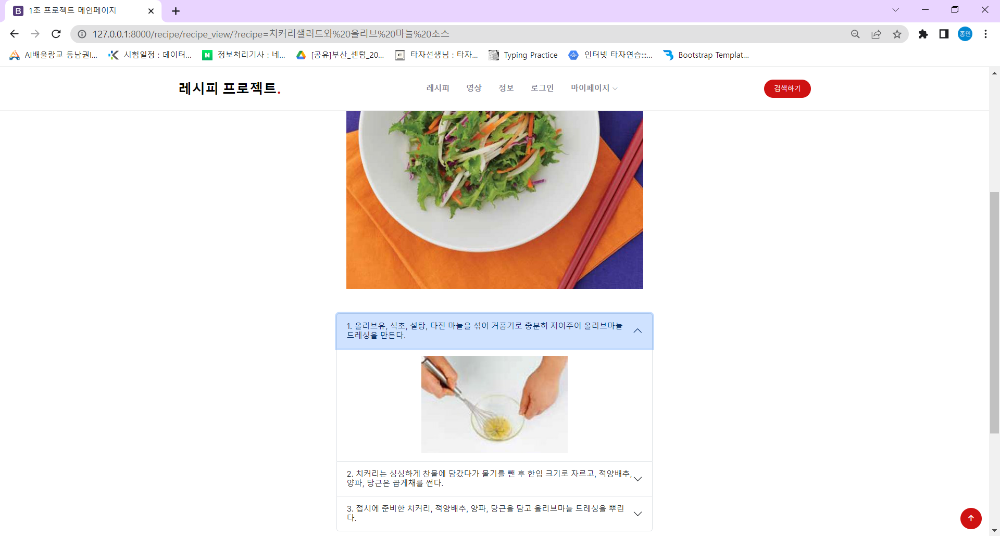 1조 프로젝트 메인페이지
127.0.0.1:8000/recipe/recipe_view/?recipe=치커리샐러드와%20올리브%20마늘%20소스
종민
AI배울랑교 동남권I... 시험일정 : 데이터... 정보처리기사 : 네... [공유]부산_센텀_20... 타자선생님 : 타자... Typing Practice 인터넷 타자연습:::... Bootstrap Templat...
레시피 프로젝트. 레시피 영상 정보 로그인 마이페이지 검색하기
1. 올리브유, 식초, 설탕, 다진 마늘을 섞어 거품기로 충분히 저어주어 올리브마늘
드레싱을 만든다.
2. 치커리는 싱싱하게 찬물에 담갔다가 물기를 뺀 후 한입 크기로 자르고, 적양배추,
양파, 당근은 곱게채를 썬다.
3. 접시에 준비한 치커리, 적양배추, 양파, 당근을 담고 올리브마늘 드레싱을 뿌린
다.